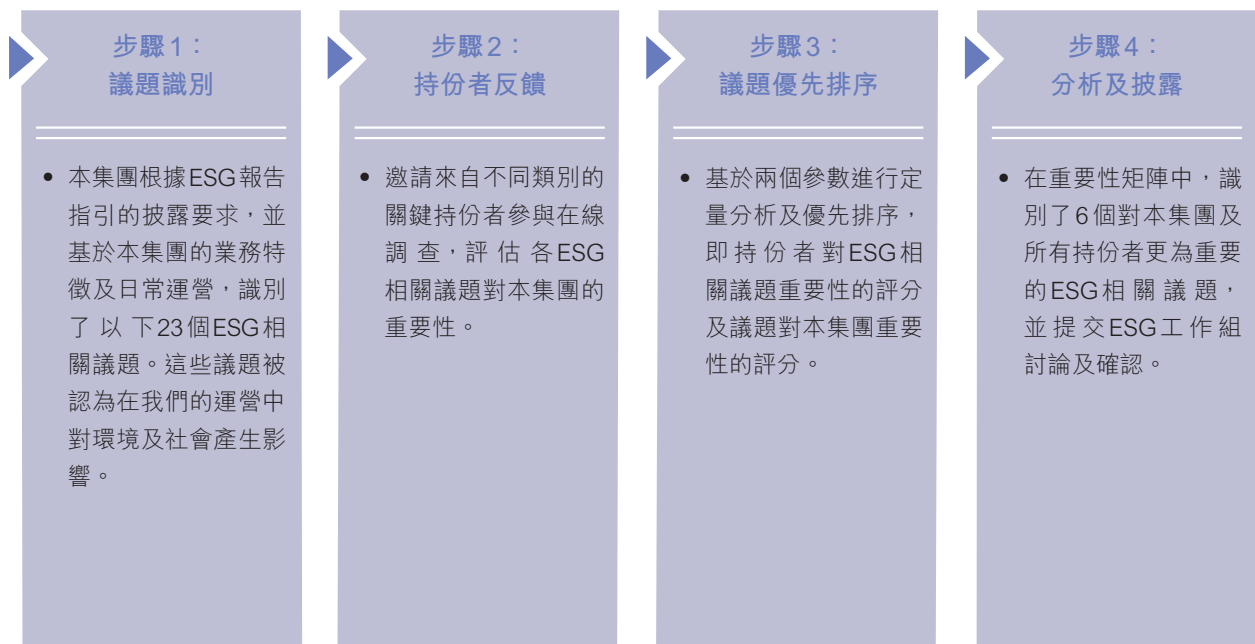 步驟1：
議題識別
• 本集團根據ESG報告
指引的披露要求，並
基於本集團的業務特
徵及日常運營，識別
了以下23個ESG相
關議題。這些議題被
認為在我們的運營中
對環境及社會產生影
響。
步驟2：
持份者反饋
• 邀請來自不同類別的
關鍵持份者參與在線
調查，評估各ESG
相關議題對本集團的
重要性。
步驟3：
議題優先排序
• 基於兩個參數進行定
量分析及優先排序，
即持份者對ESG相
關議題重要性的評分
及議題對本集團重要
性的評分。
步驟4：
分析及披露
• 在重要性矩陣中，識
別了6個對本集團及
所有持份者更為重要
的ESG相關議題，
並提交ESG工作組
討論及確認。